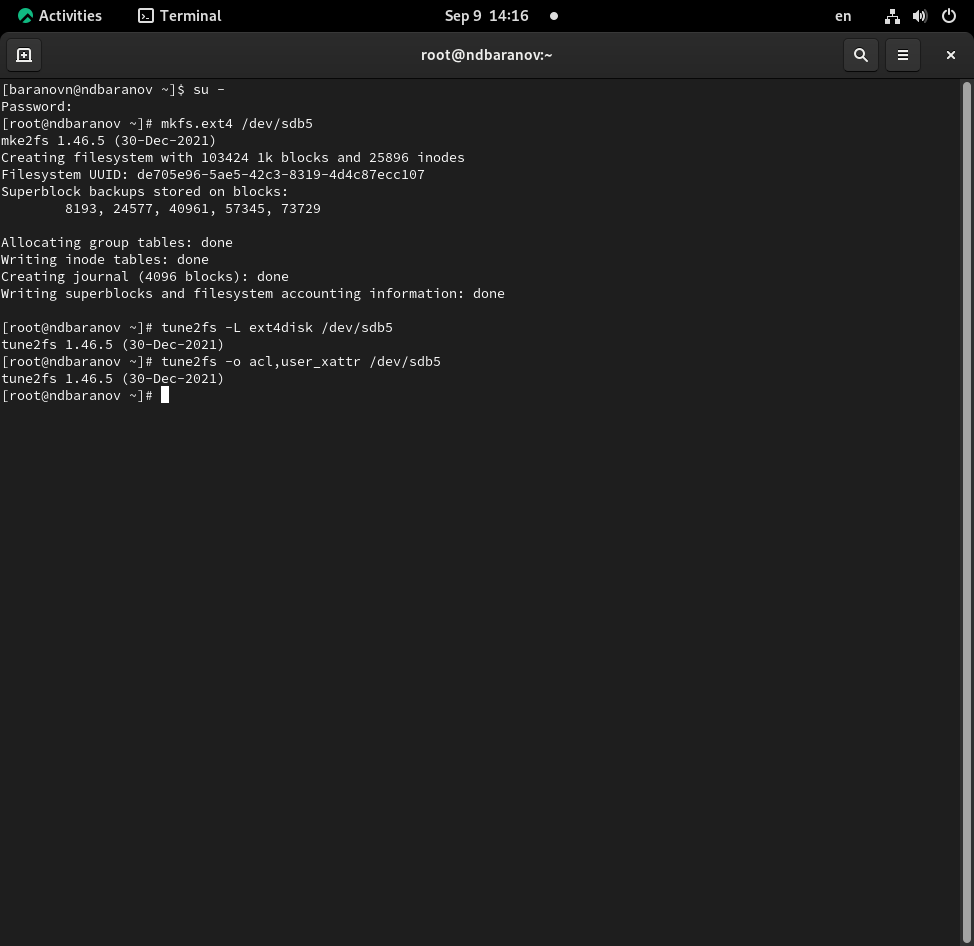 Activities Terminal Sep 9 14:16 en
root@ndbaranov:~
[baranovn@ndbaranov ~]$ su -
Password:
[root@ndbaranov ~]# mkfs.ext4 /dev/sdb5
mke2fs 1.46.5 (30-Dec-2021)
Creating filesystem with 103424 1k blocks and 25896 inodes
Filesystem UUID: de705e96-5ae5-42c3-8319-4d4c87ecc107
Superblock backups stored on blocks:
        8193, 24577, 40961, 57345, 73729
Allocating group tables: done
Writing inode tables: done
Creating journal (4096 blocks): done
Writing superblocks and filesystem accounting information: done
[root@ndbaranov ~]# tune2fs -L ext4disk /dev/sdb5
tune2fs 1.46.5 (30-Dec-2021)
[root@ndbaranov ~]# tune2fs -o acl,user_xattr /dev/sdb5
tune2fs 1.46.5 (30-Dec-2021)
[root@ndbaranov ~]#